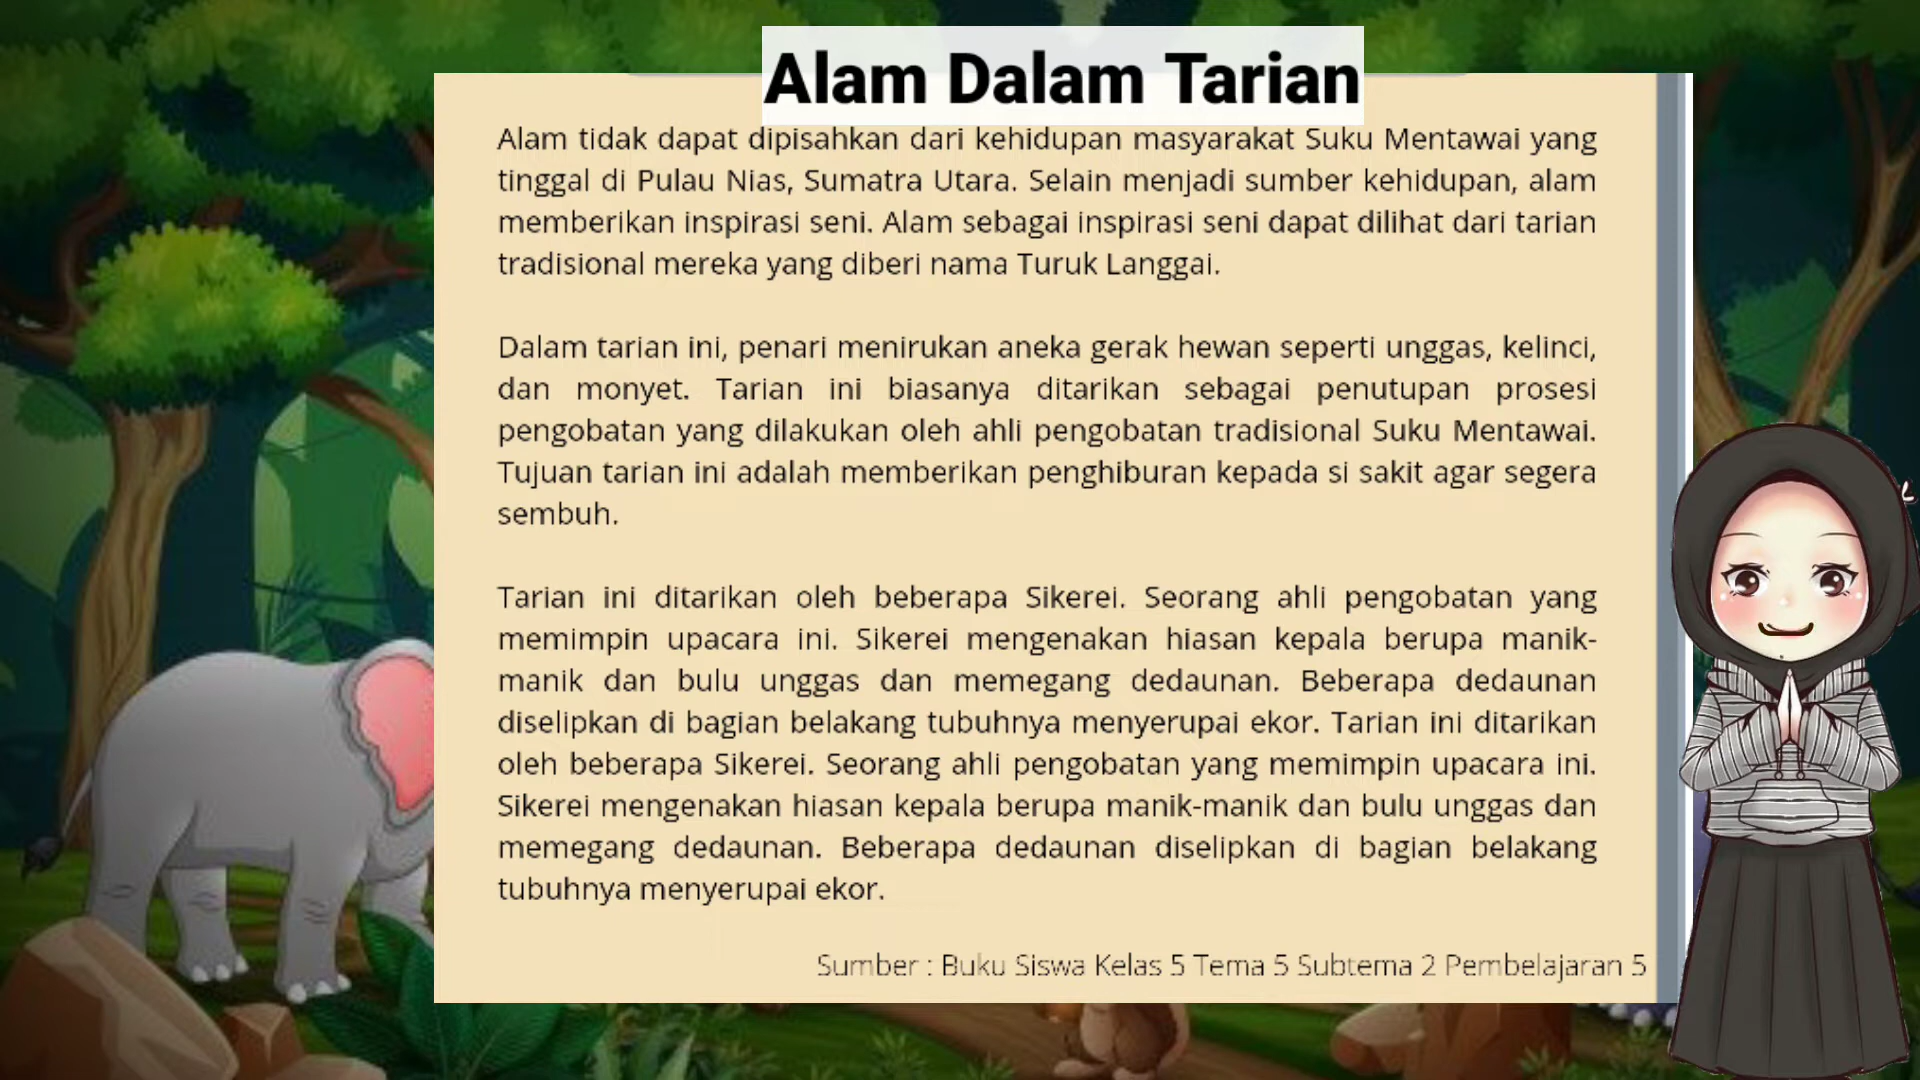 Alam Dalam Tarian
Alam tidak dapat dipisahkan dari kehidupan masyarakat Suku Mentawai yang
tinggal di Pulau Nias, Sumatra Utara. Selain menjadi sumber kehidupan, alam
memberikan inspirasi seni. Alam sebagai inspirasi seni dapat dilihat dari tarian
tradisional mereka yang diberi nama Turuk Langgai.
Dalam tarian ini, penari menirukan aneka gerak hewan seperti unggas, kelinci,
dan monyet. Tarian ini biasanya ditarikan sebagai penutupan prosesi
pengobatan yang dilakukan oleh ahli pengobatan tradisional Suku Mentawai.
Tujuan tarian ini adalah memberikan penghiburan kepada si sakit agar segera
sembuh.
Tarian ini ditarikan oleh beberapa Sikerei. Seorang ahli pengobatan yang
memimpin upacara ini. Sikerei mengenakan hiasan kepala berupa manik-
manik dan bulu unggas dan memegang dedaunan. Beberapa dedaunan
diselipkan di bagian belakang tubuhnya menyerupai ekor. Tarian ini ditarikan
oleh beberapa Sikerei. Seorang ahli pengobatan yang memimpin upacara ini.
Sikerei mengenakan hiasan kepala berupa manik-manik dan bulu unggas dan
memegang dedaunan. Beberapa dedaunan diselipkan di bagian belakang
tubuhnya menyerupai ekor.
Sumber : Buku Siswa Kelas 5 Tema 5 Subtema 2 Pembelajaran 5